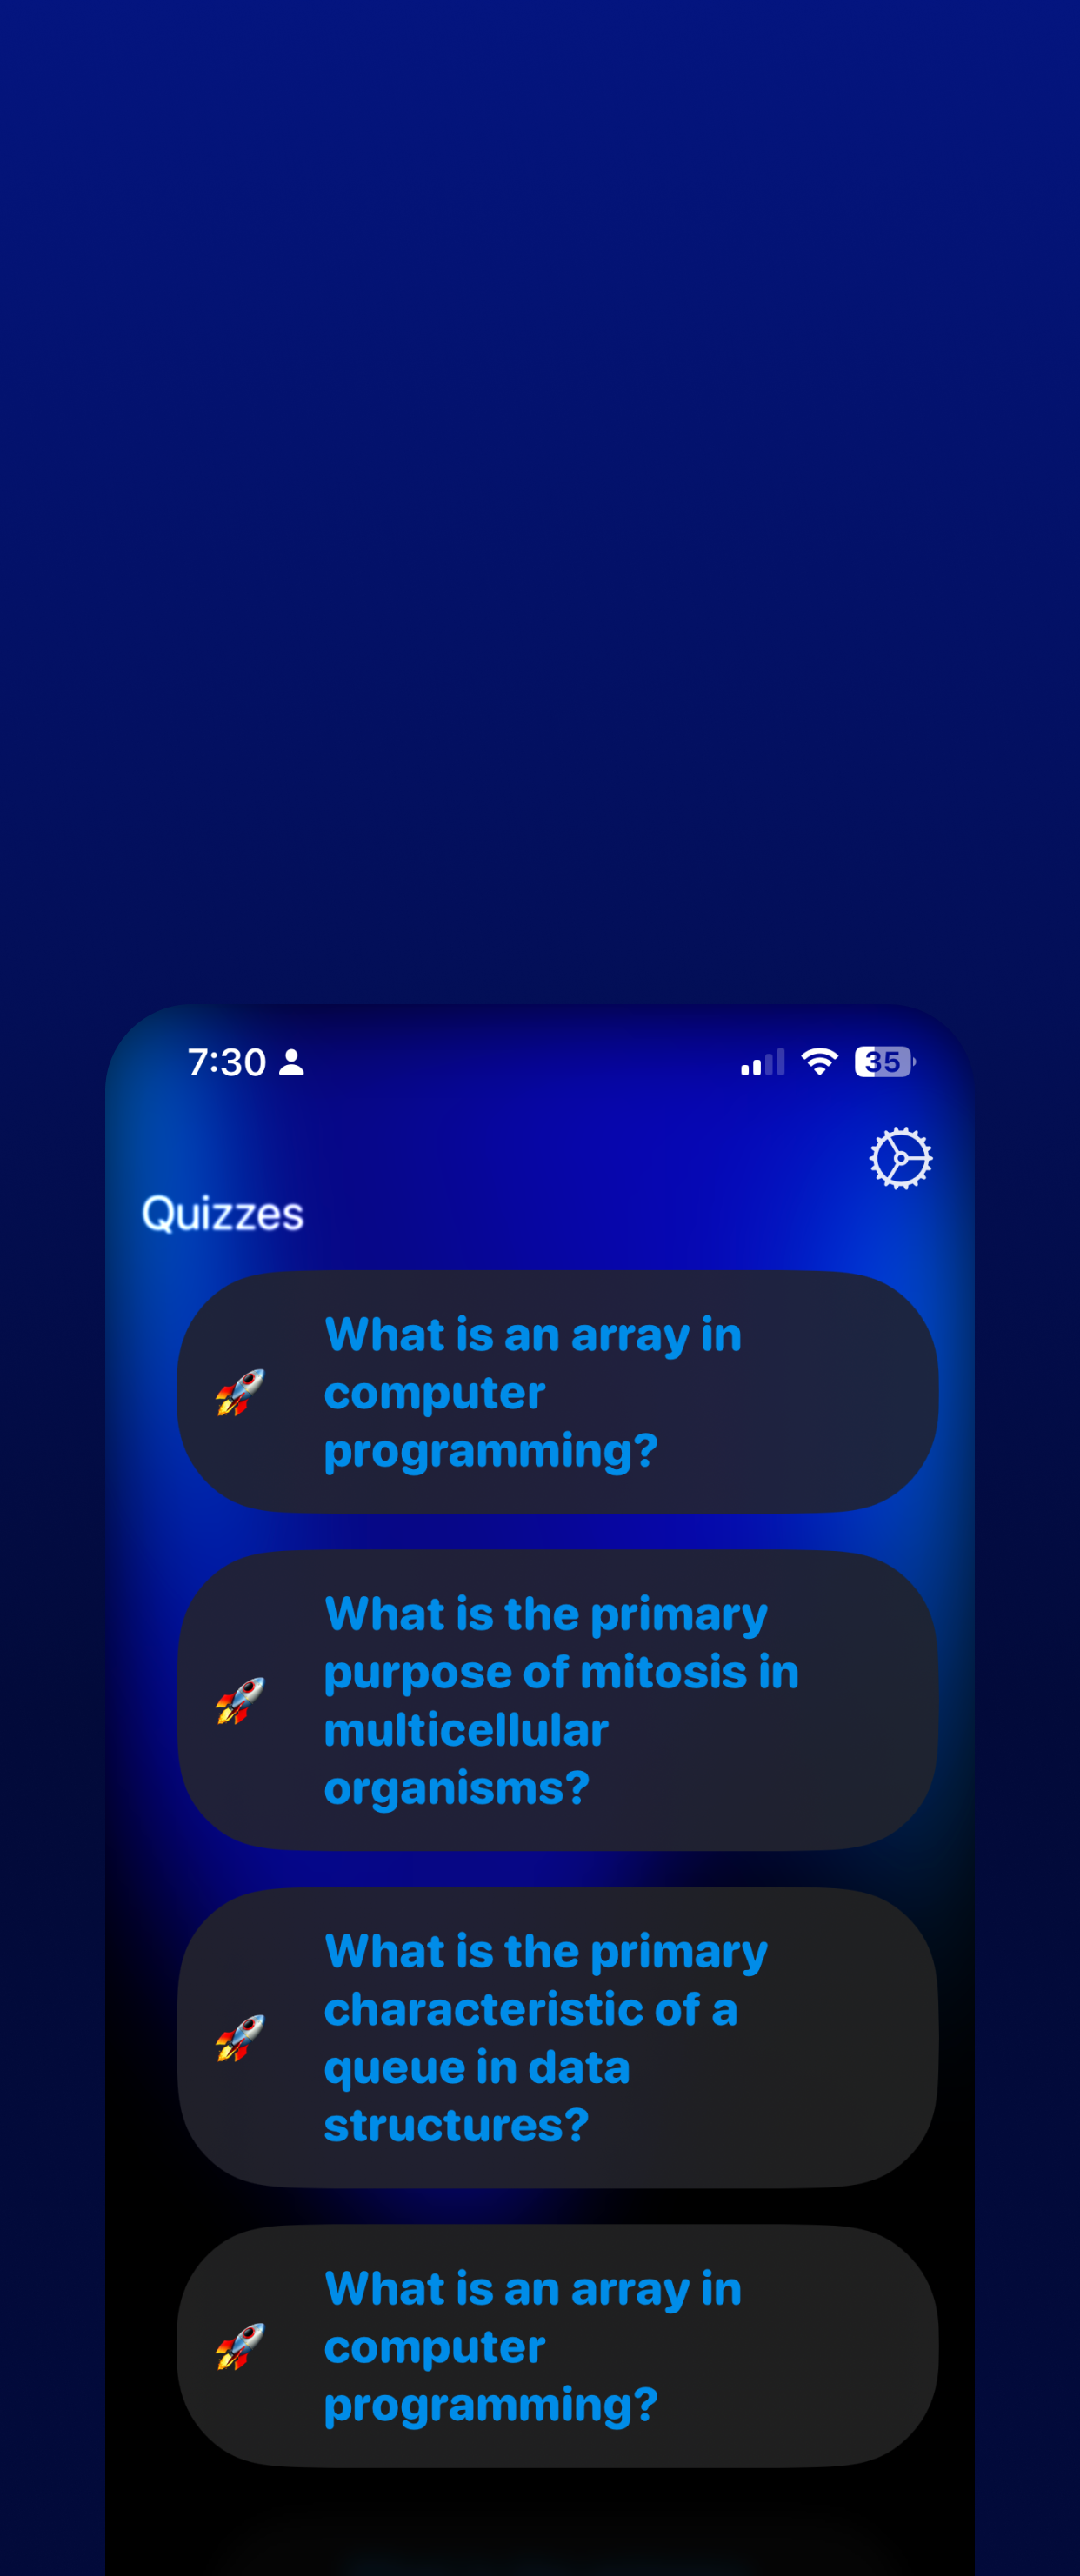 7:30
35
Quizzes
What is an array in
computer
programming?
What is the primary
purpose of mitosis in
multicellular
organisms?
What is the primary
characteristic of a
queue in data
structures?
What is an array in
computer
programming?